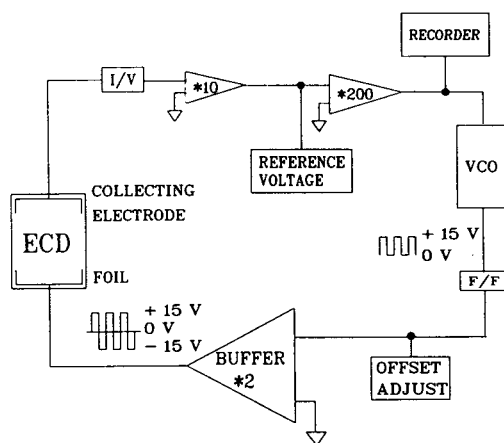 RECORDER
I/V
*10
*200
REFERENCE
VOLTAGE
VCO
COLLECTING
ELECTRODE
ECD
FOIL
+ 15 V
0 V
F/F
+ 15 V
0 V
- 15 V
BUFFER
*2
OFFSET
ADJUST